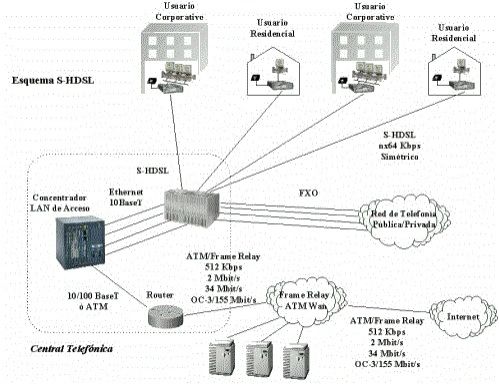 Usuario
Corporative
Usuario
Residencial
Usuario
Corporative
Usuario
Residencial
Esquema S-HDSL
S-HDSL
nx64 Kbps
Simétrico
S-HDSL
Concentrador
LAN de Acceso
Ethernet
10BaseT
FXO
Red de Telefonía
Pública/Privada
ATM/Frame Relay
512 Kbps
2 Mbit/s
34 Mbit/s
OC-3/155 Mbit/s
10/100 BaseT
ó ATM
Router
Frame Relay
ATM Wan
Internet
ATM/Frame Relay
512 Kbps
2 Mbit/s
34 Mbit/s
OC-3/155 Mbit/s
Central Telefónica